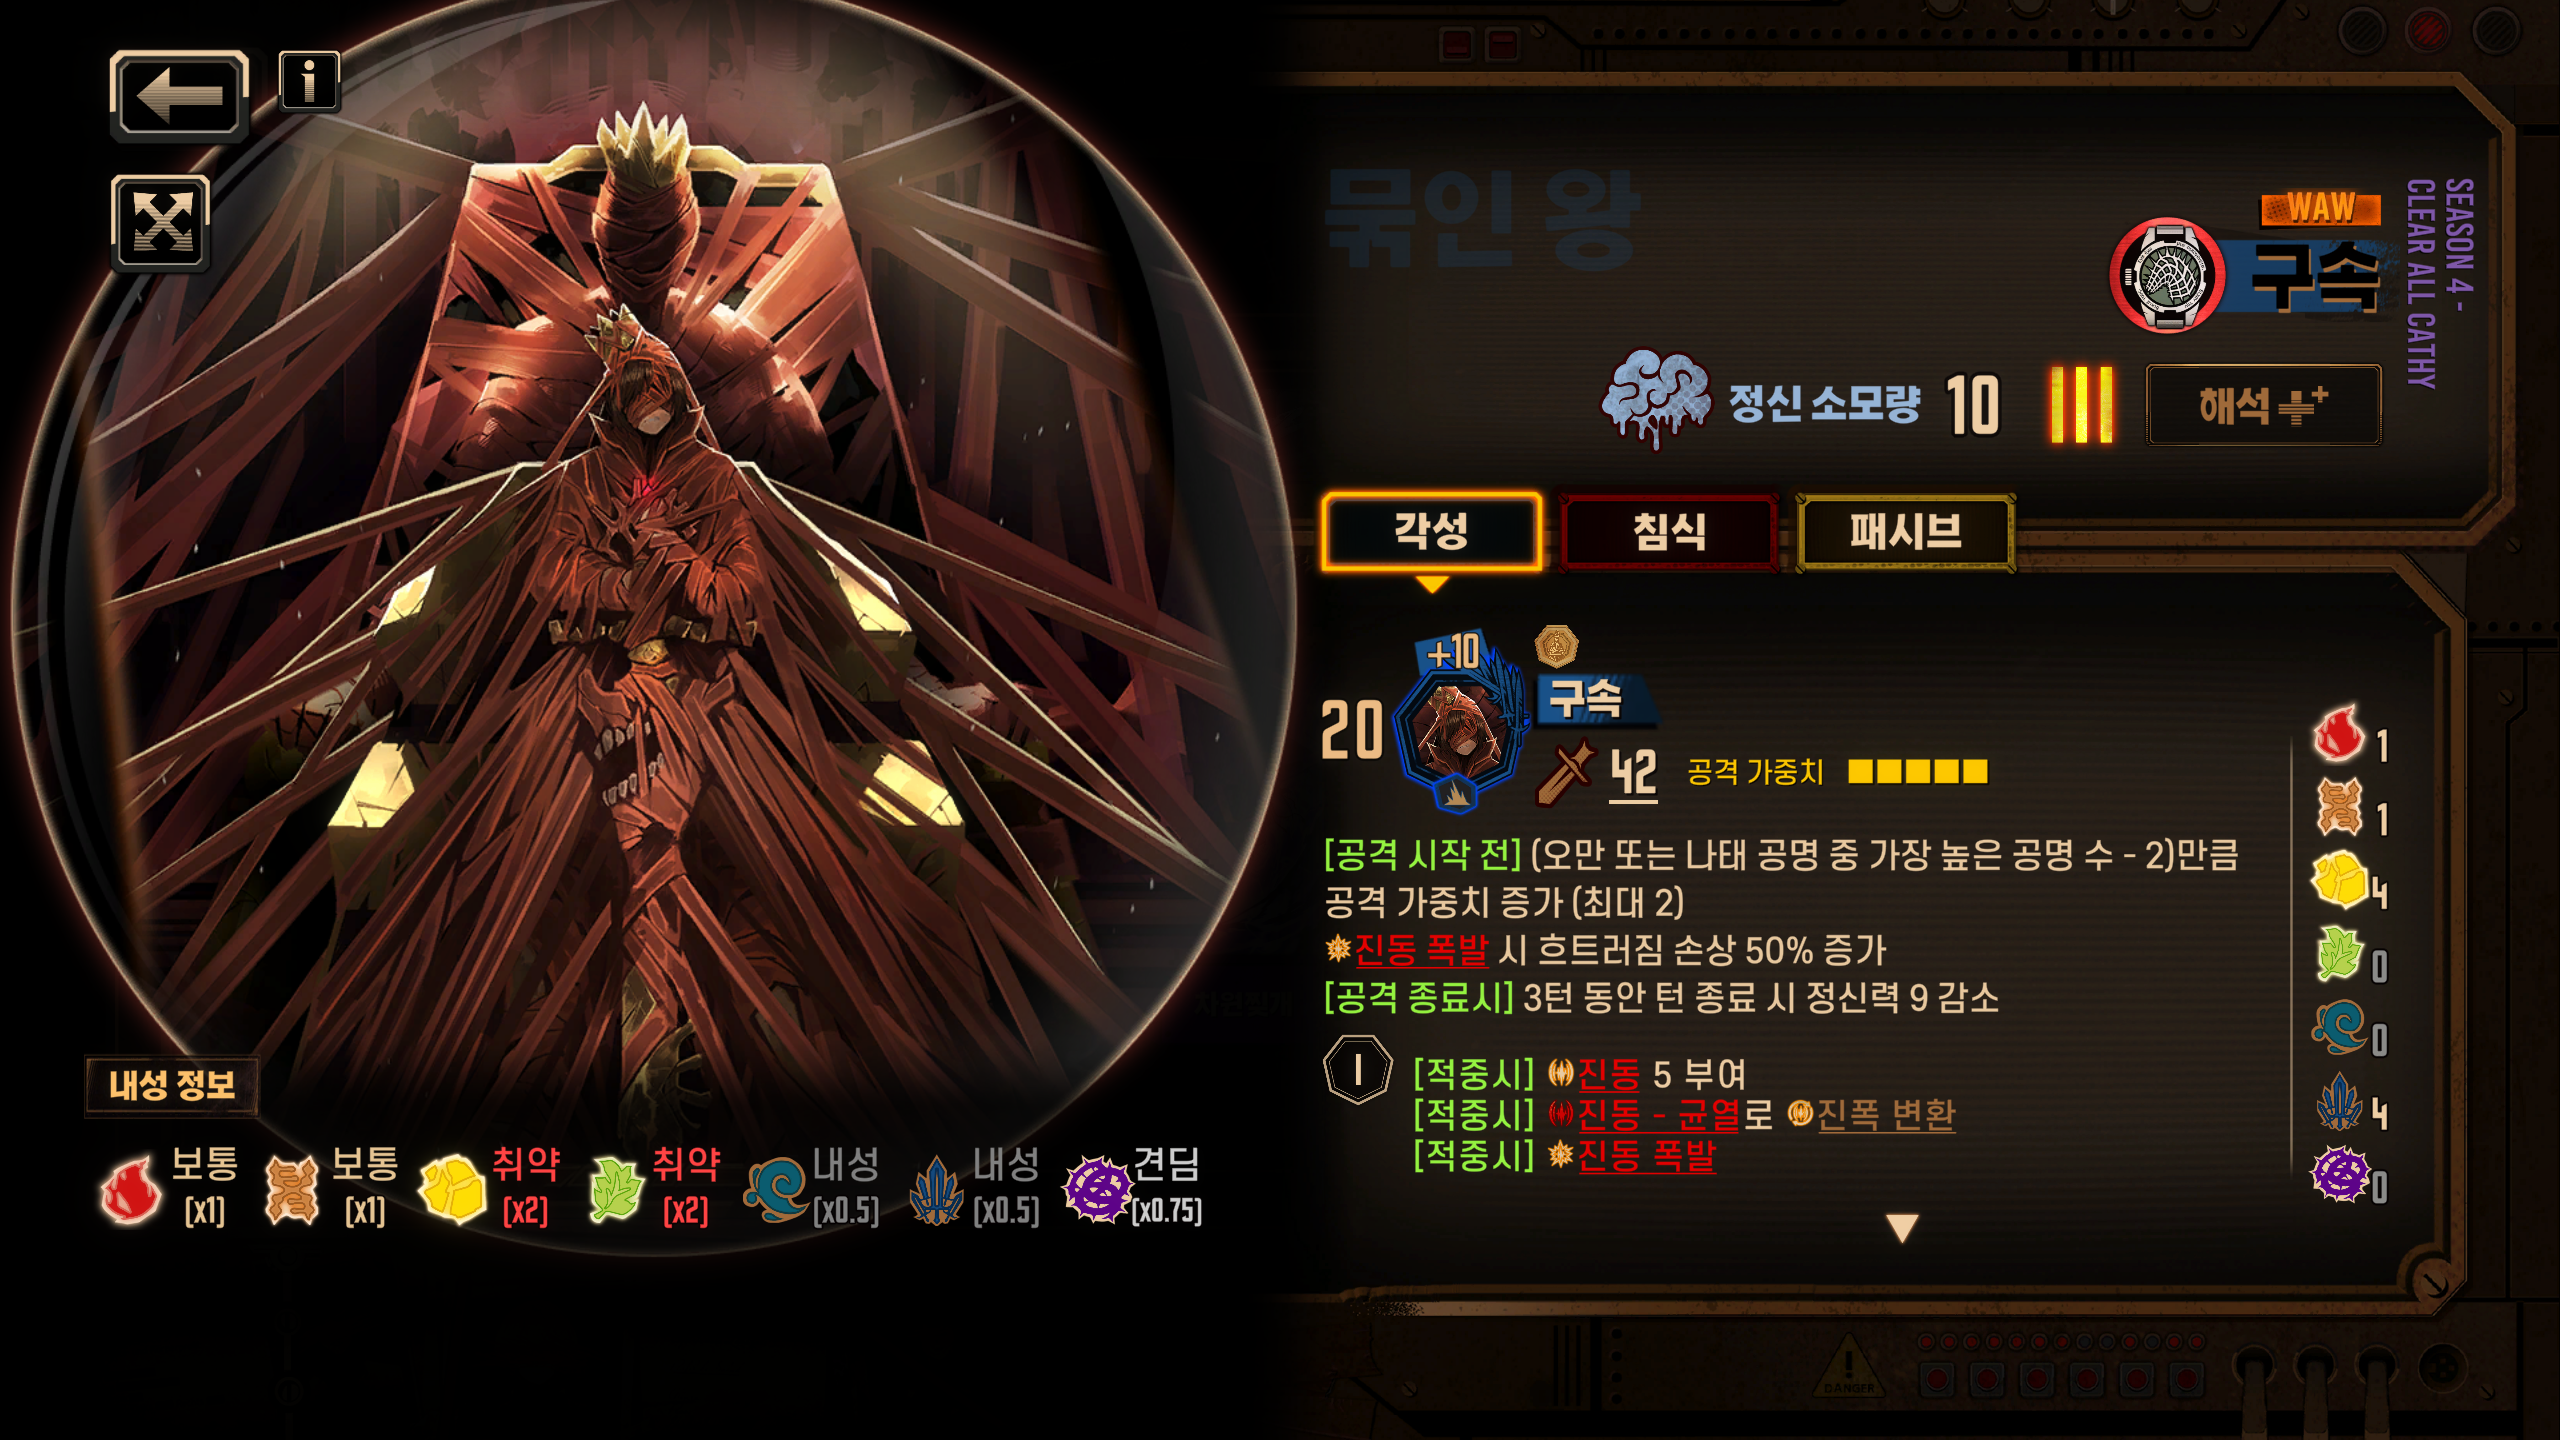 묶인 왕
WAW
구속
SEASON 4 -
CLEAR ALL CATHY
정신 소모량 10
해석
각성
침식
패시브
+10
20
구속
42
공격 가중치
[공격 시작 전] (오만 또는 나태 공명 중 가장 높은 공명 수 - 2)만큼
공격 가중치 증가 (최대 2)
진동 폭발 시 흐트러짐 손상 50% 증가
[공격 종료시] 3턴 동안 턴 종료 시 정신력 9 감소
I
[적중시] 진동 5 부여
[적중시] 진동 - 균열로 진폭 변환
[적중시] 진동 폭발
1
1
4
0
0
4
0
내성 정보
보통 보통 취약 취약 내성 내성 견딤
(x1) (x1) (x2) (x2) (x0.5) (x0.5) (x0.75)
DANGER